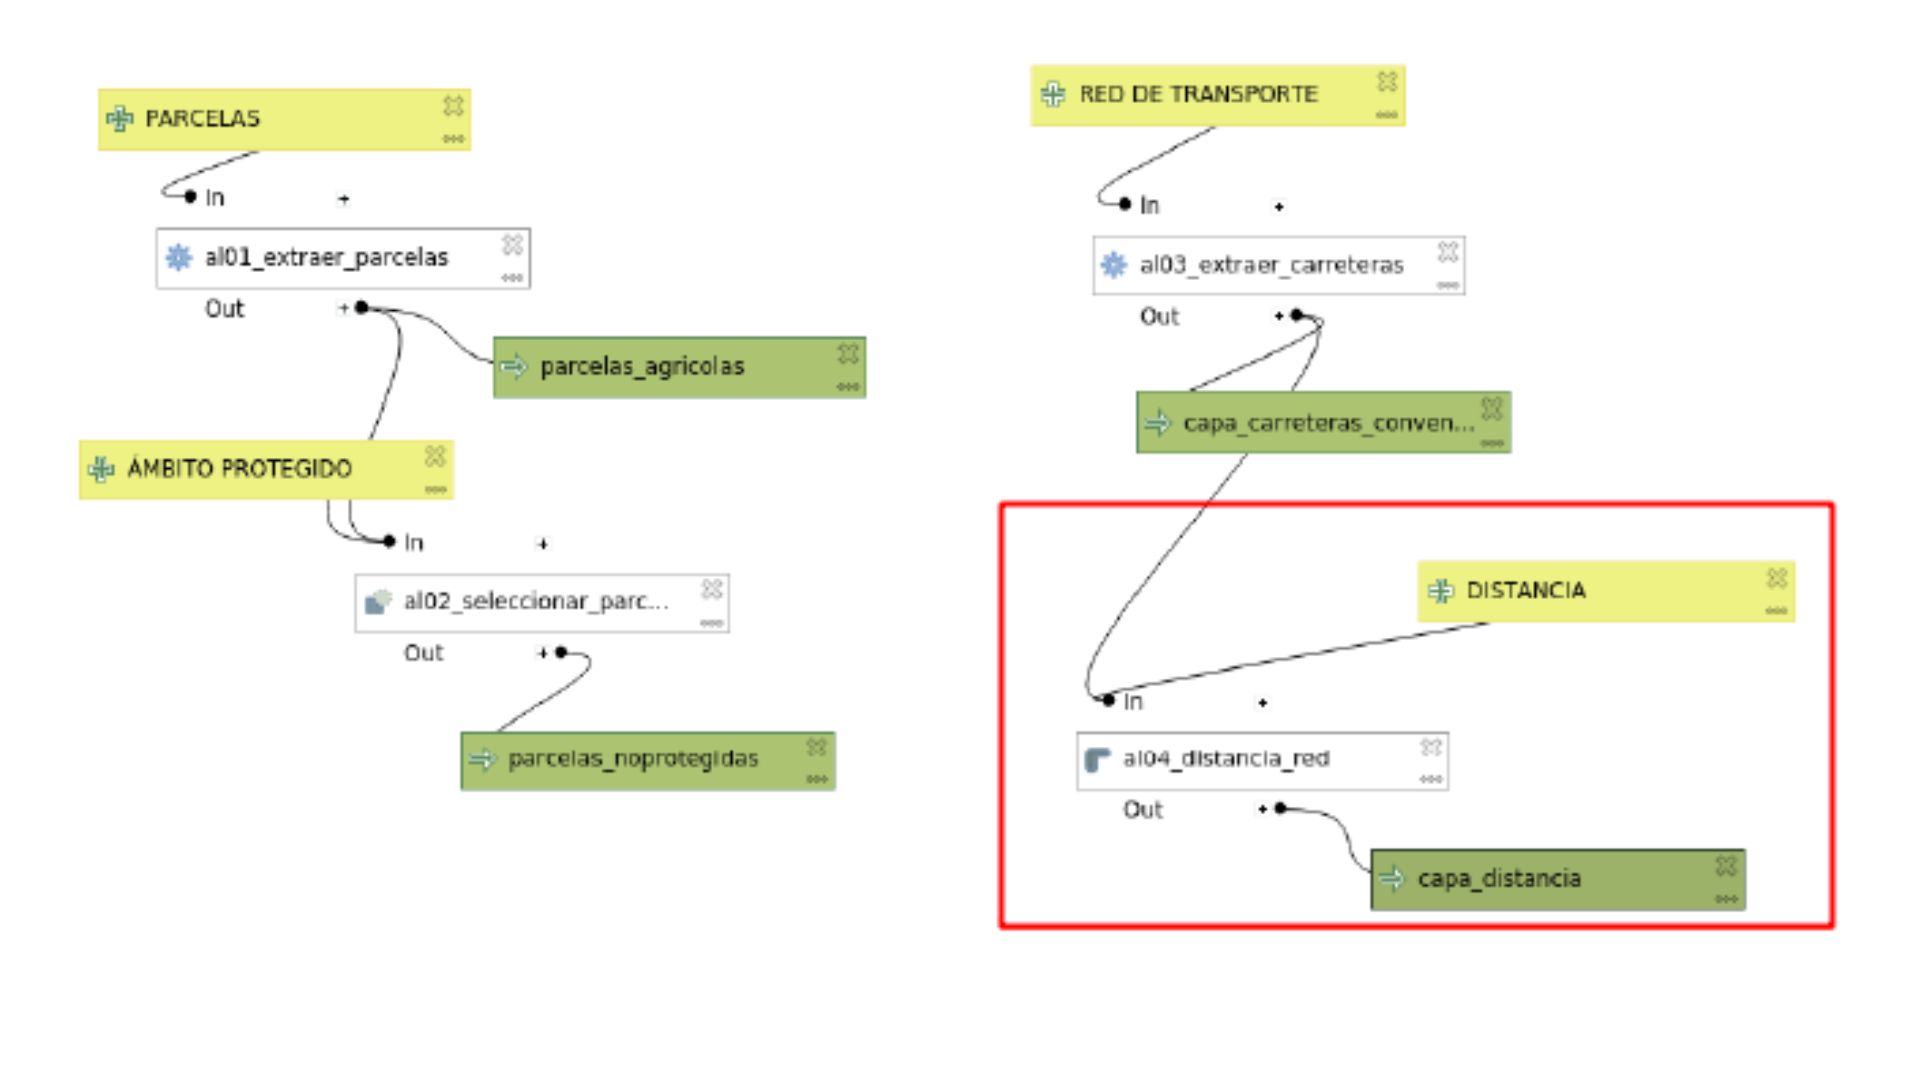 PARCELAS
In
al01_extraer_parcelas
Out
parcelas_agricolas
ÁMBITO PROTEGIDO
In
al02_seleccionar_parc...
Out
parcelas_noprotegidas
RED DE TRANSPORTE
In
al03_extraer_carreteras
Out
capa_carreteras_conven...
DISTANCIA
In
al04_distancia_red
Out
capa_distancia